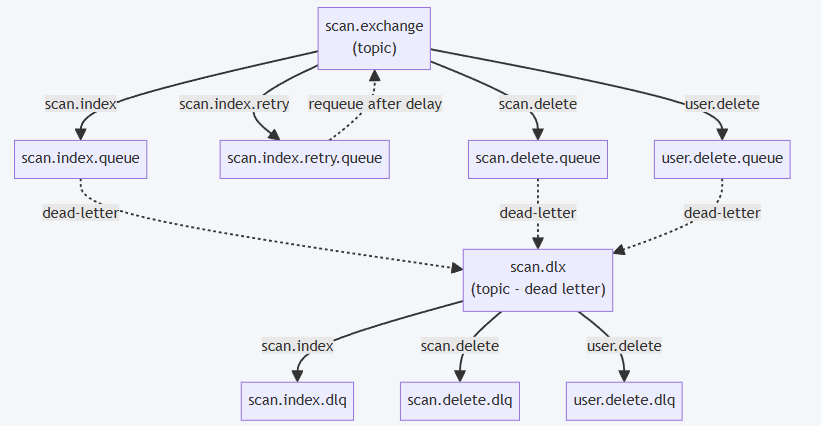 scan.exchange
(topic)
scan.index
scan.index.retry
requeue after delay
scan.delete
user.delete
scan.index.queue
scan.index.retry.queue
scan.delete.queue
user.delete.queue
dead-letter
dead-letter
dead-letter
scan.dlx
(topic - dead letter)
scan.index
scan.delete
user.delete
scan.index.dlq
scan.delete.dlq
user.delete.dlq